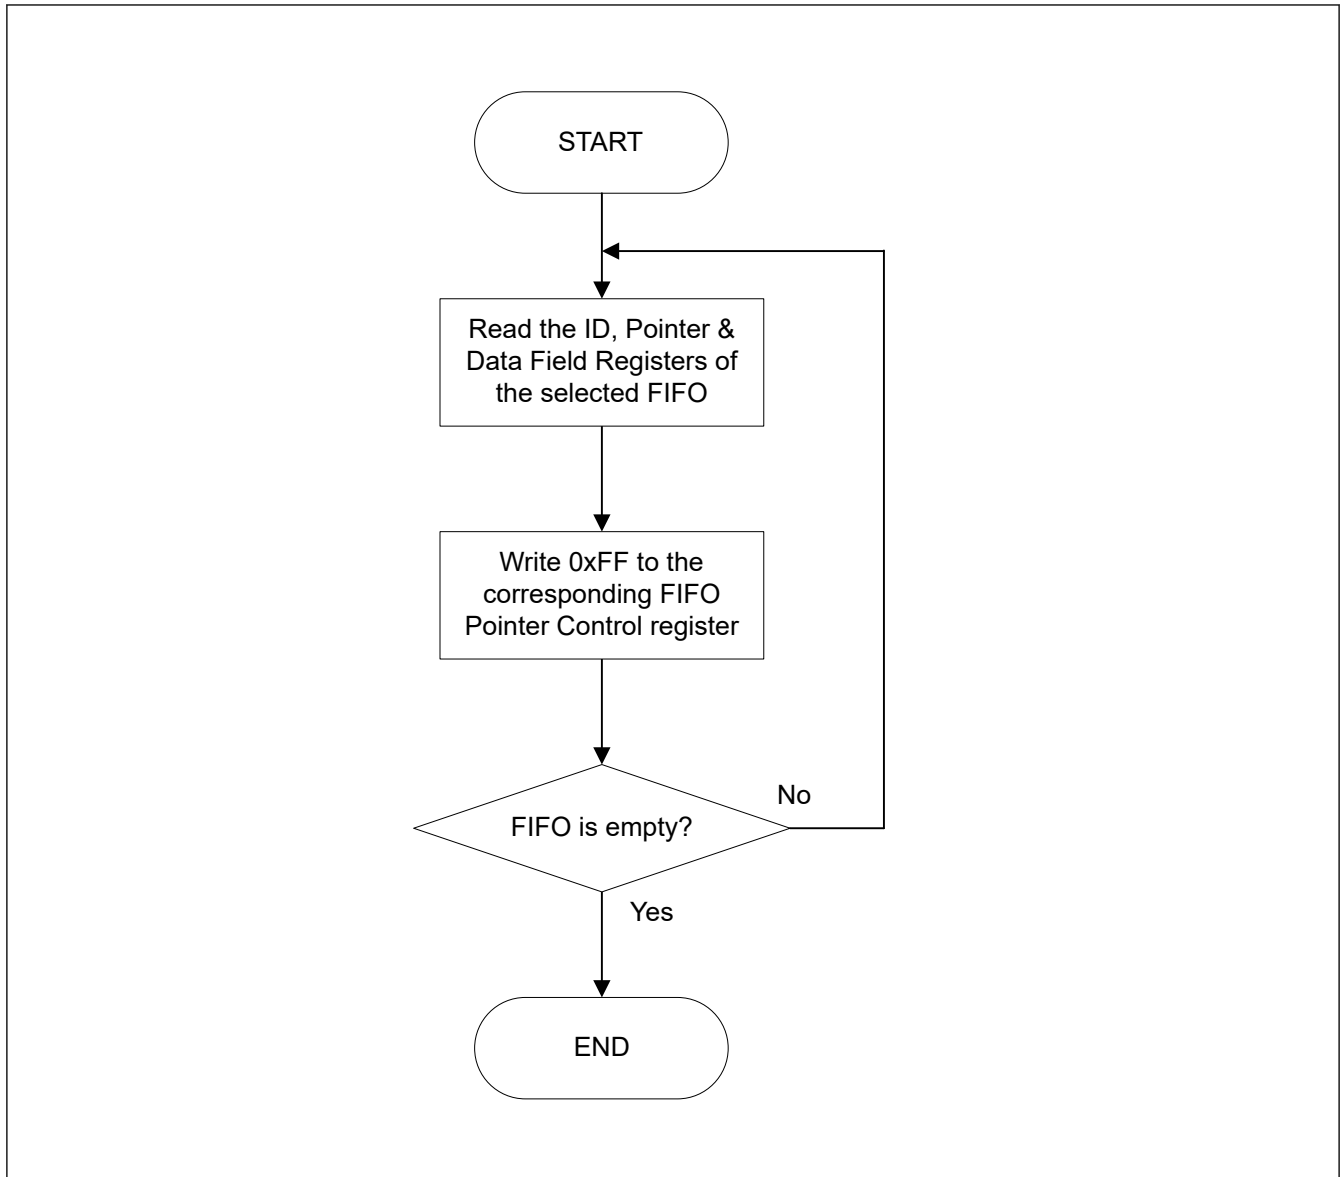 START
Read the ID, Pointer &
Data Field Registers of
the selected FIFO
Write 0xFF to the
corresponding FIFO
Pointer Control register
No
FIFO is empty?
Yes
END